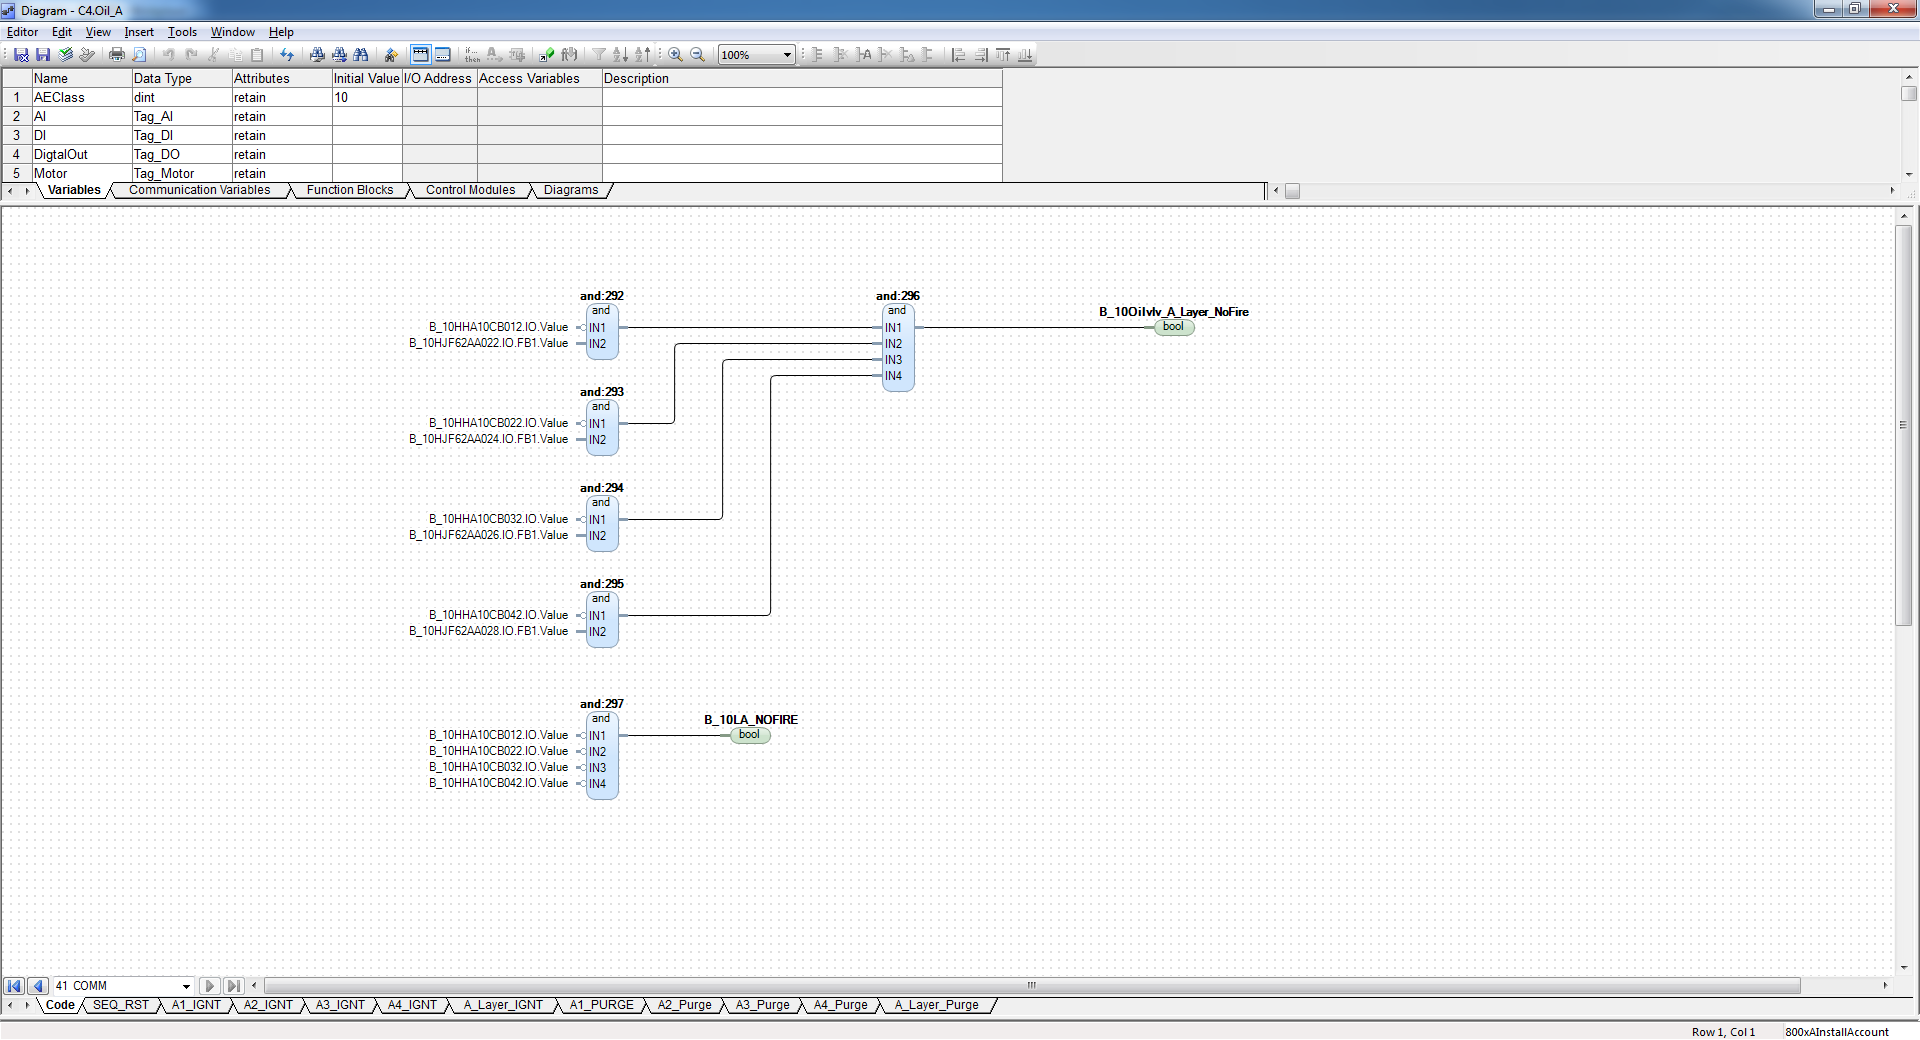 Diagram - C4.Oil_A
Editor Edit View Insert Tools Window Help
if... then 100%
Name Data Type Attributes Initial Value I/O Address Access Variables Description
1 AEClass dint retain 10
2 AI Tag_AI retain
3 DI Tag_DI retain
4 DigtalOut Tag_DO retain
5 Motor Tag_Motor retain
Variables Communication Variables Function Blocks Control Modules Diagrams
and:292
and
B_10HHA10CB012.IO.Value IN1
B_10HJF62AA022.IO.FB1.Value IN2
and:296
and
IN1
IN2
IN3
IN4
B_10Oilvlv_A_Layer_NoFire
bool
and:293
and
B_10HHA10CB022.IO.Value IN1
B_10HJF62AA024.IO.FB1.Value IN2
and:294
and
B_10HHA10CB032.IO.Value IN1
B_10HJF62AA026.IO.FB1.Value IN2
and:295
and
B_10HHA10CB042.IO.Value IN1
B_10HJF62AA028.IO.FB1.Value IN2
and:297
and
B_10HHA10CB012.IO.Value IN1
B_10HHA10CB022.IO.Value IN2
B_10HHA10CB032.IO.Value IN3
B_10HHA10CB042.IO.Value IN4
B_10LA_NOFIRE
bool
41 COMM
Code SEQ_RST A1_IGNT A2_IGNT A3_IGNT A4_IGNT A_Layer_IGNT A1_PURGE A2_Purge A3_Purge A4_Purge A_Layer_Purge
Row 1, Col 1 800xAInstallAccount